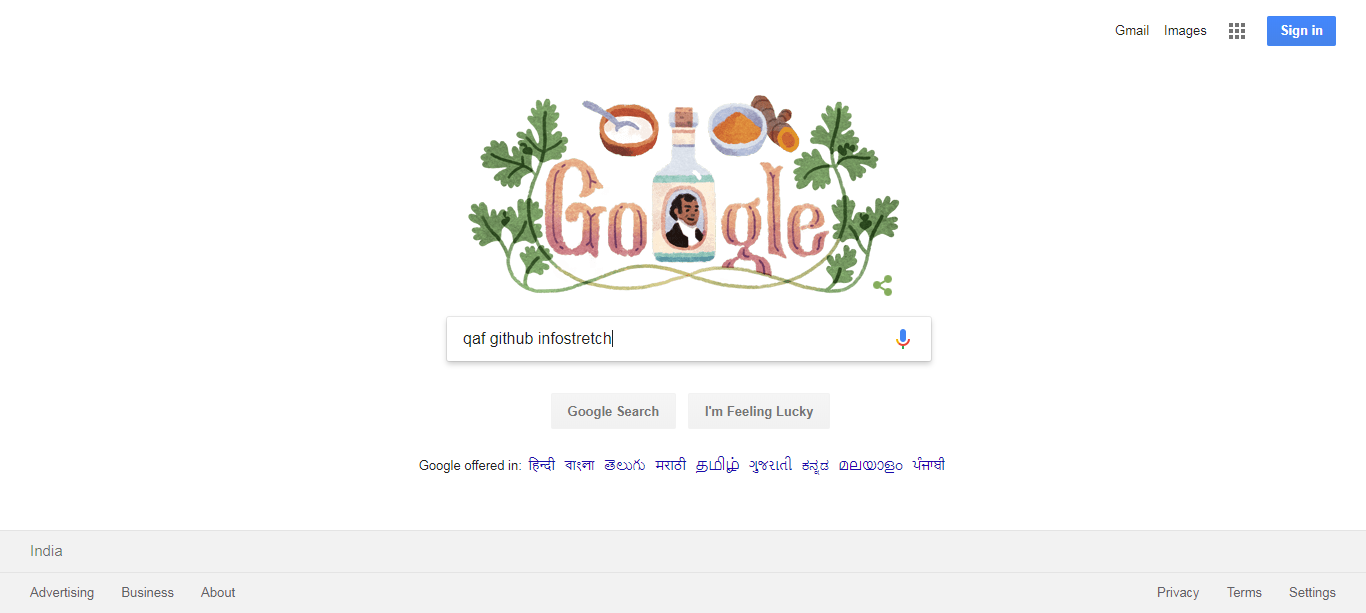 Gmail Images Sign in
Google
qaf github infostretch
Google Search I'm Feeling Lucky
Google offered in: हिन्दी বাংলা తెలుగు मराठी தமிழ் ગુજરાતી ಕನ್ನಡ മലയാളം ਪੰਜਾਬੀ
India
Advertising Business About Privacy Terms Settings